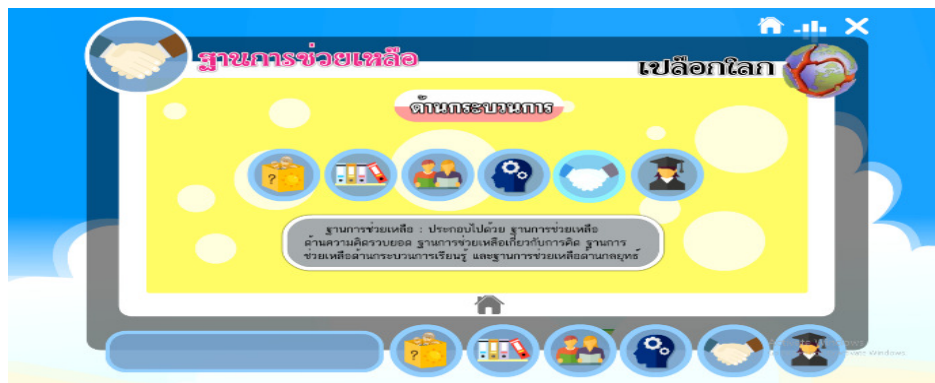 ฐานการช่วยเหลือ
เปลือกโลก
ด้านกระบวนการ
?
ฐานการช่วยเหลือ : ประกอบไปด้วย ฐานการช่วยเหลือ
ด้านความคิดรวบยอด ฐานการช่วยเหลือเกี่ยวกับการคิด ฐานการ
ช่วยเหลือด้านกระบวนการเรียนรู้ และฐานการช่วยเหลือด้านกลยุทธ์
?